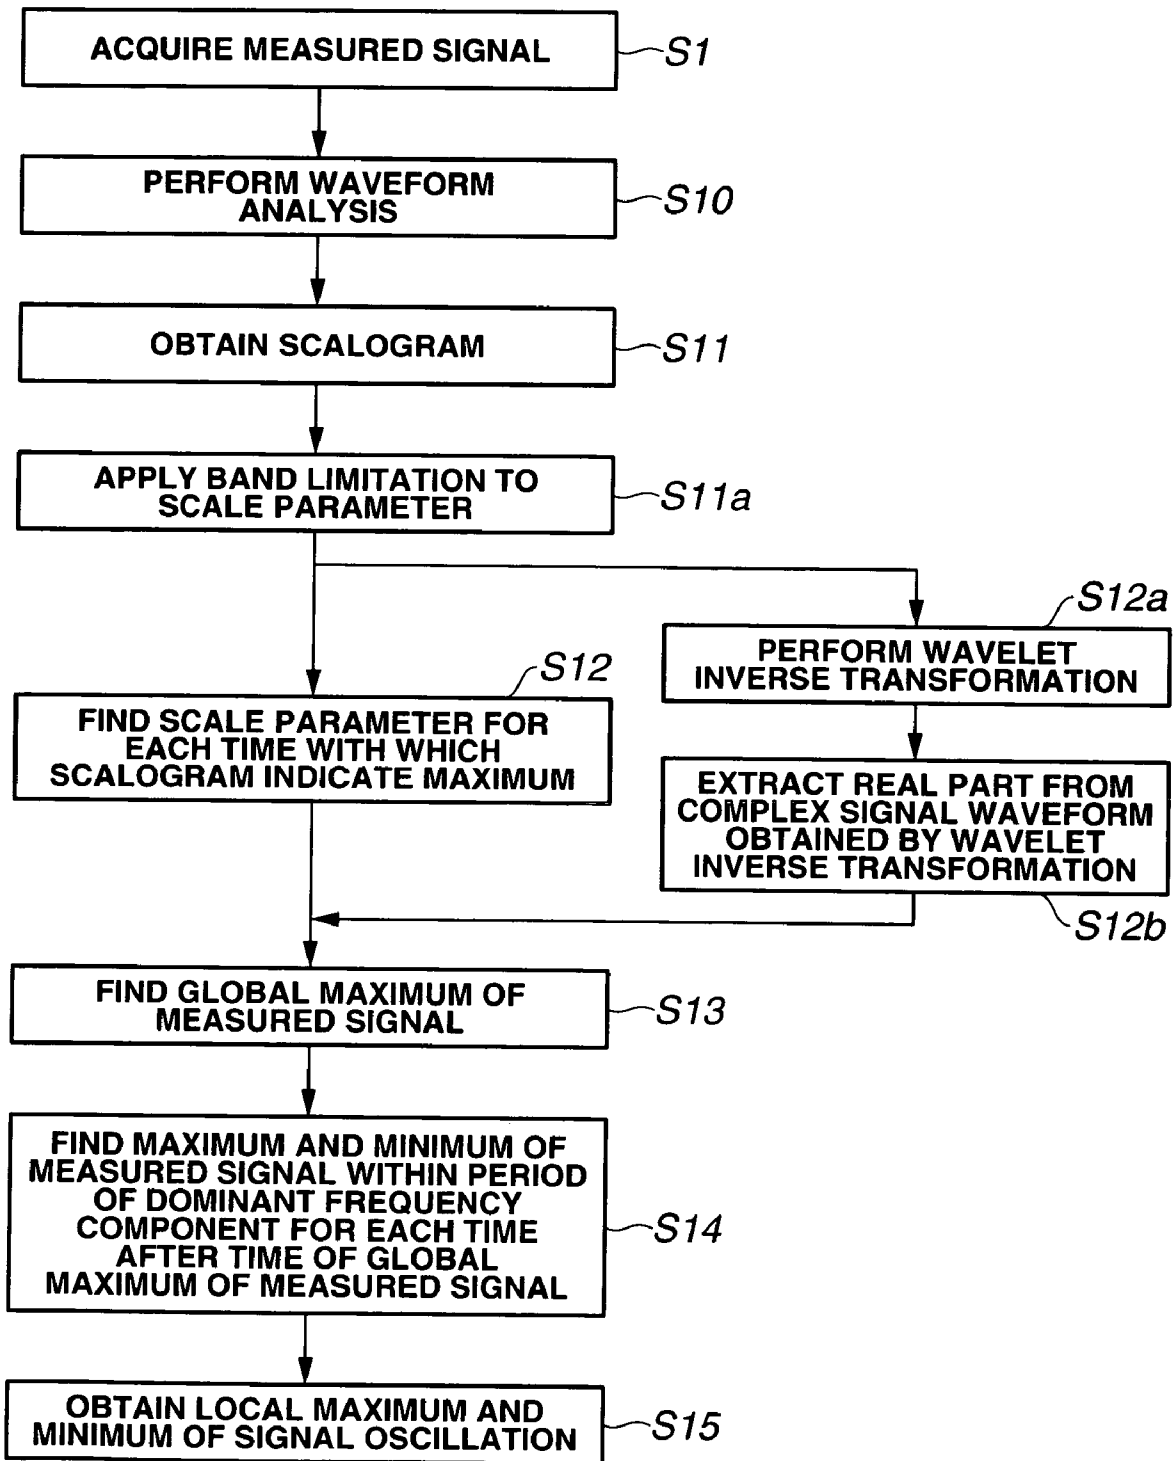 ACQUIRE MEASURED SIGNAL
S1
PERFORM WAVEFORM
ANALYSIS
S10
OBTAIN SCALOGRAM
S11
APPLY BAND LIMITATION TO
SCALE PARAMETER
S11a
S12a
PERFORM WAVELET
INVERSE TRANSFORMATION
S12
FIND SCALE PARAMETER FOR
EACH TIME WITH WHICH
SCALOGRAM INDICATE MAXIMUM
EXTRACT REAL PART FROM
COMPLEX SIGNAL WAVEFORM
OBTAINED BY WAVELET
INVERSE TRANSFORMATION
S12b
FIND GLOBAL MAXIMUM OF
MEASURED SIGNAL
S13
FIND MAXIMUM AND MINIMUM OF
MEASURED SIGNAL WITHIN PERIOD
OF DOMINANT FREQUENCY
COMPONENT FOR EACH TIME
AFTER TIME OF GLOBAL
MAXIMUM OF MEASURED SIGNAL
S14
OBTAIN LOCAL MAXIMUM AND
MINIMUM OF SIGNAL OSCILLATION
S15